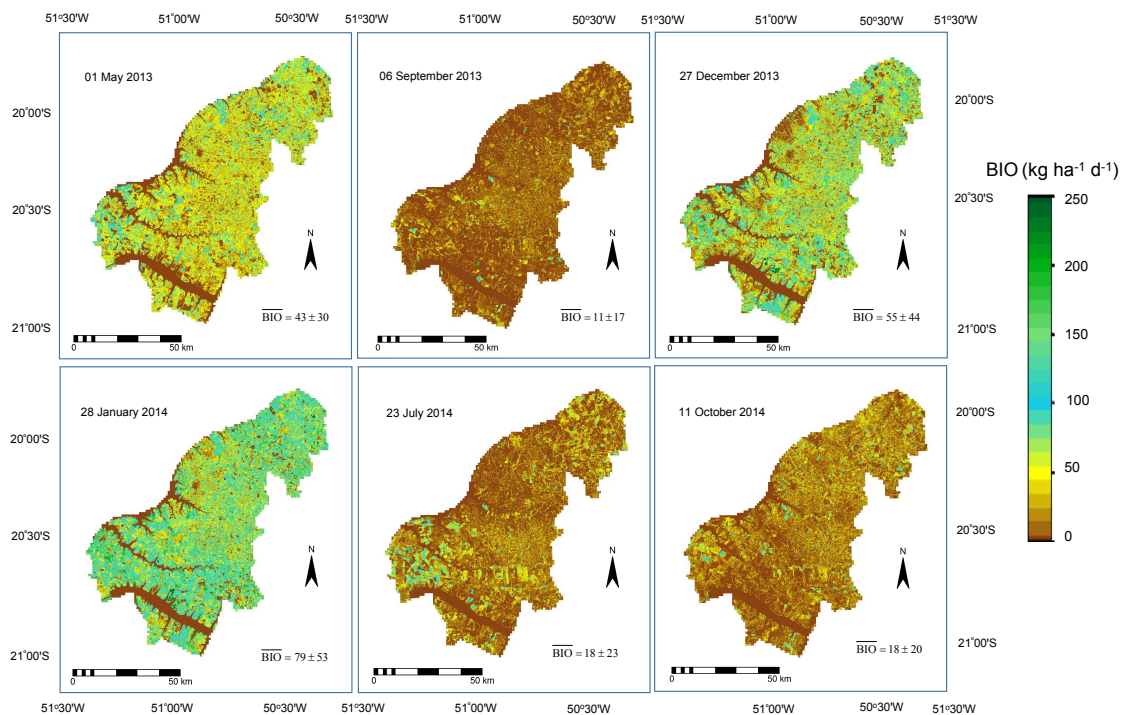 51°30'W 51°00'W 50°30'W 51°30'W 51°00'W 50°30'W 51°30'W 51°00'W 50°30'W 51°30'W
01 May 2013
06 September 2013
27 December 2013
20°00'S
20°00'S
20°30'S
20°30'S
21°00'S
21°00'S
N
N
N
BIO = 43 ± 30
BIO = 11 ± 17
BIO = 55 ± 44
0 50 km
0 50 km
0 50 km
BIO (kg ha⁻¹ d⁻¹)
250
200
150
100
50
0
28 January 2014
23 July 2014
11 October 2014
20°00'S
20°00'S
20°30'S
20°30'S
21°00'S
21°00'S
N
N
N
BIO = 79 ± 53
BIO = 18 ± 23
BIO = 18 ± 20
0 50 km
0 50 km
0 50 km
51°30'W 51°00'W 50°30'W 51°30'W 50°30'W 51°00'W 50°30'W 51°30'W